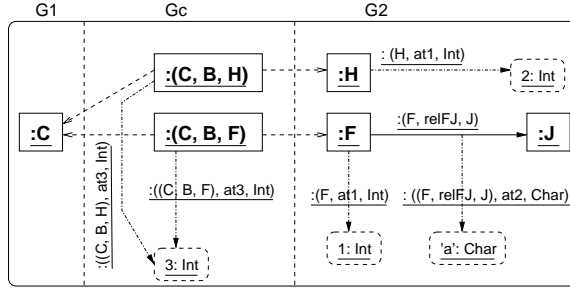 G1 Gc G2
: (H, at1, Int)
:(C, B, H) :H 2: Int
:C :(C, B, F) :F :(F, relFJ, J) :J
:((C, B, H), at3, Int)
:((C, B, F), at3, Int) :(F, at1, Int) : ((F, relFJ, J), at2, Char)
3: Int 1: Int 'a': Char